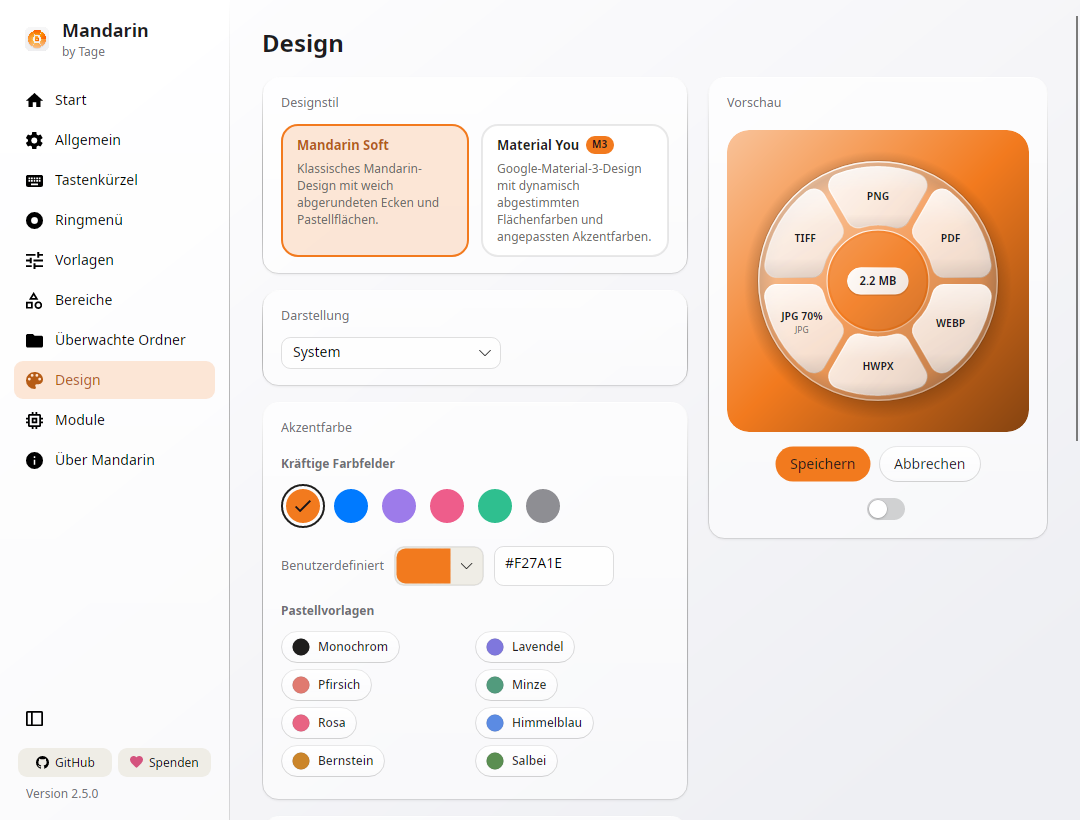 Mandarin
by Tage
Start
Allgemein
Tastenkürzel
Ringmenü
Vorlagen
Bereiche
Überwachte Ordner
Design
Module
Über Mandarin
GitHub
Spenden
Version 2.5.0
Design
Designstil
Mandarin Soft
Klassisches Mandarin-
Design mit weich
abgerundeten Ecken und
Pastellflächen.
Material You M3
Google-Material-3-Design
mit dynamisch
abgestimmten
Flächenfarben und
angepassten Akzentfarben.
Darstellung
System
Akzentfarbe
Kräftige Farbfelder
Benutzerdefiniert
#F27A1E
Pastellvorlagen
Monochrom
Lavendel
Pfirsich
Minze
Rosa
Himmelblau
Bernstein
Salbei
Vorschau
PNG
TIFF
PDF
2.2 MB
JPG 70%
JPG
WEBP
HWPX
Speichern
Abbrechen